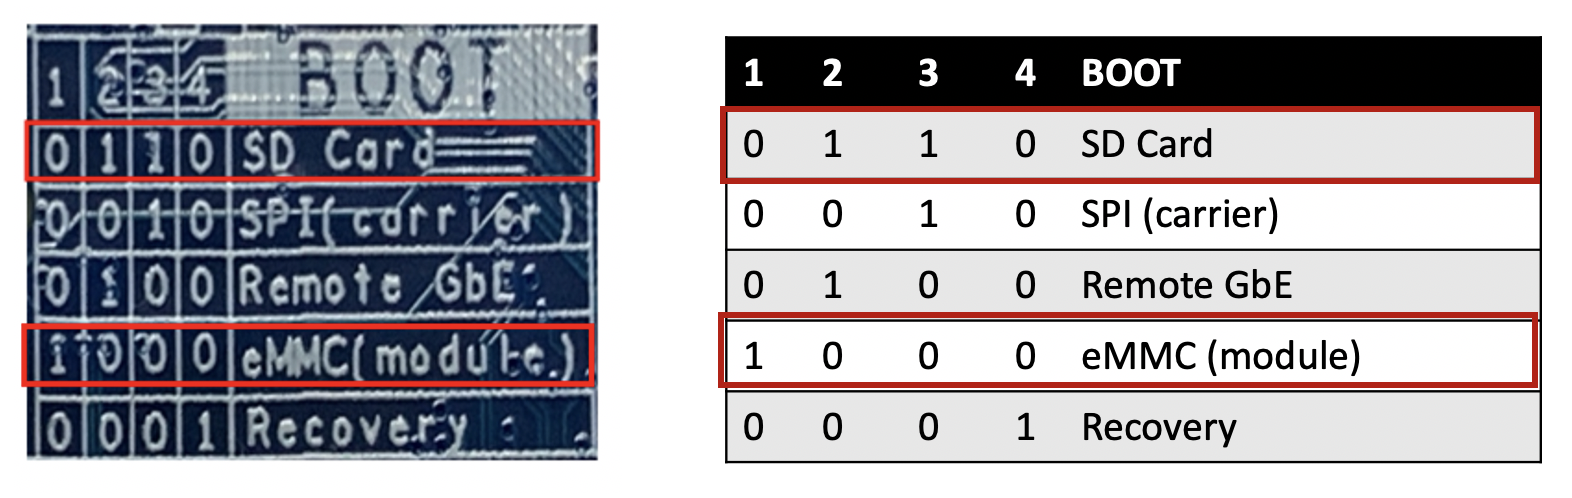 1 2 3 4 BOOT
0 1 1 0 SD Card
0 0 1 0 SPI(carrier)
0 1 0 0 Remote GbE
1 0 0 0 eMMC(module)
0 0 0 1 Recovery
1 2 3 4 BOOT
0 1 1 0 SD Card
0 0 1 0 SPI (carrier)
0 1 0 0 Remote GbE
1 0 0 0 eMMC (module)
0 0 0 1 Recovery